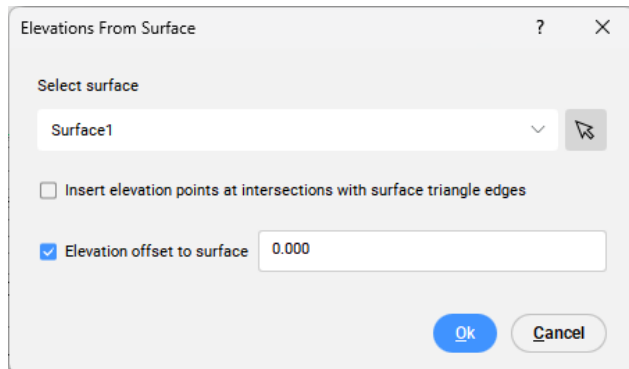 Elevations From Surface ?
Select surface
Surface1
Insert elevation points at intersections with surface triangle edges
Elevation offset to surface 0.000
Ok Cancel